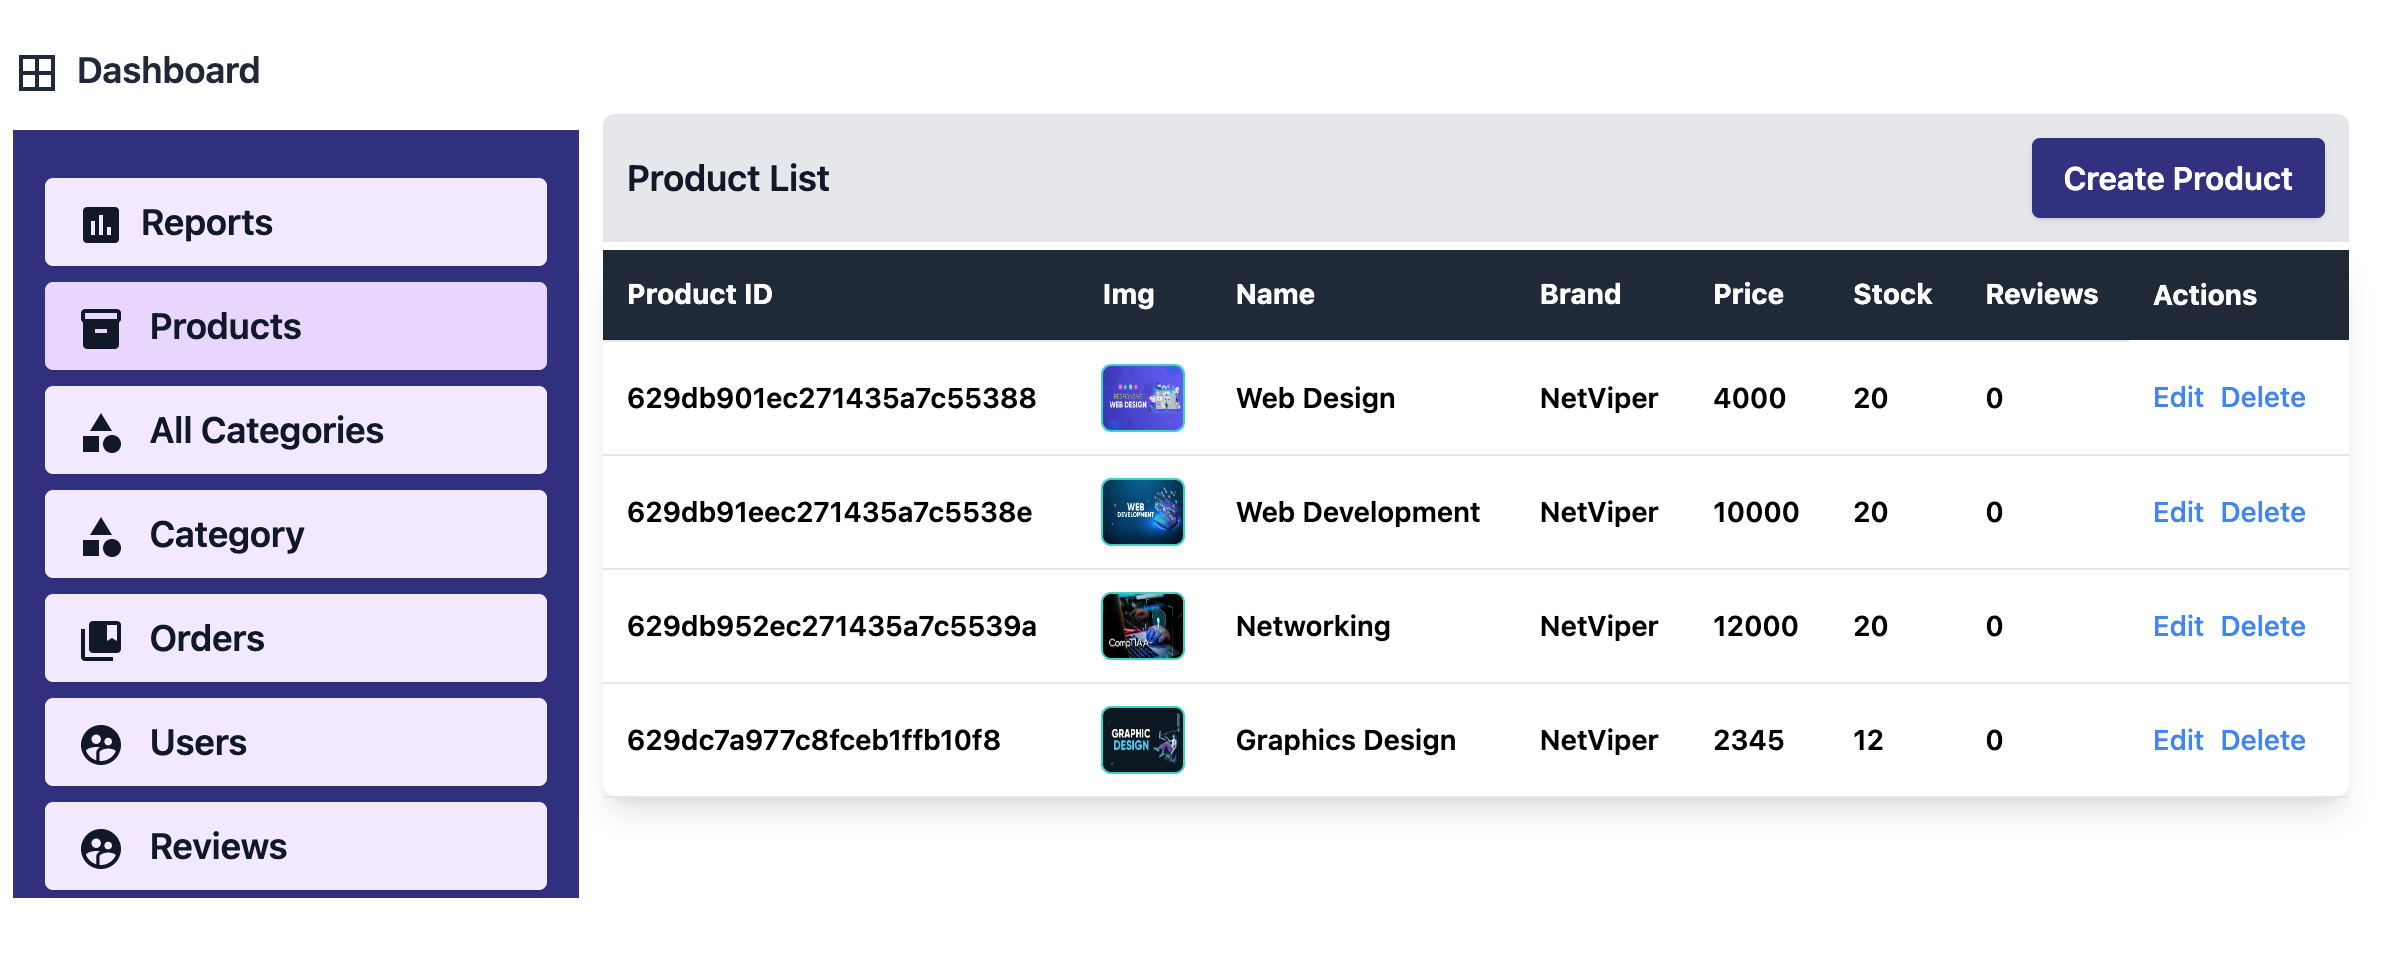 Dashboard
Reports
Products
All Categories
Category
Orders
Users
Reviews
Product List
Create Product
Product ID Img Name Brand Price Stock Reviews Actions
629db901ec271435a7c55388 RESPONSIVE WEB DESIGN Web Design NetViper 4000 20 0 Edit Delete
629db91eec271435a7c5538e WEB DEVELOPMENT Web Development NetViper 10000 20 0 Edit Delete
629db952ec271435a7c5539a Networking NetViper 12000 20 0 Edit Delete
629dc7a977c8fceb1ffb10f8 GRAPHIC DESIGN Graphics Design NetViper 2345 12 0 Edit Delete